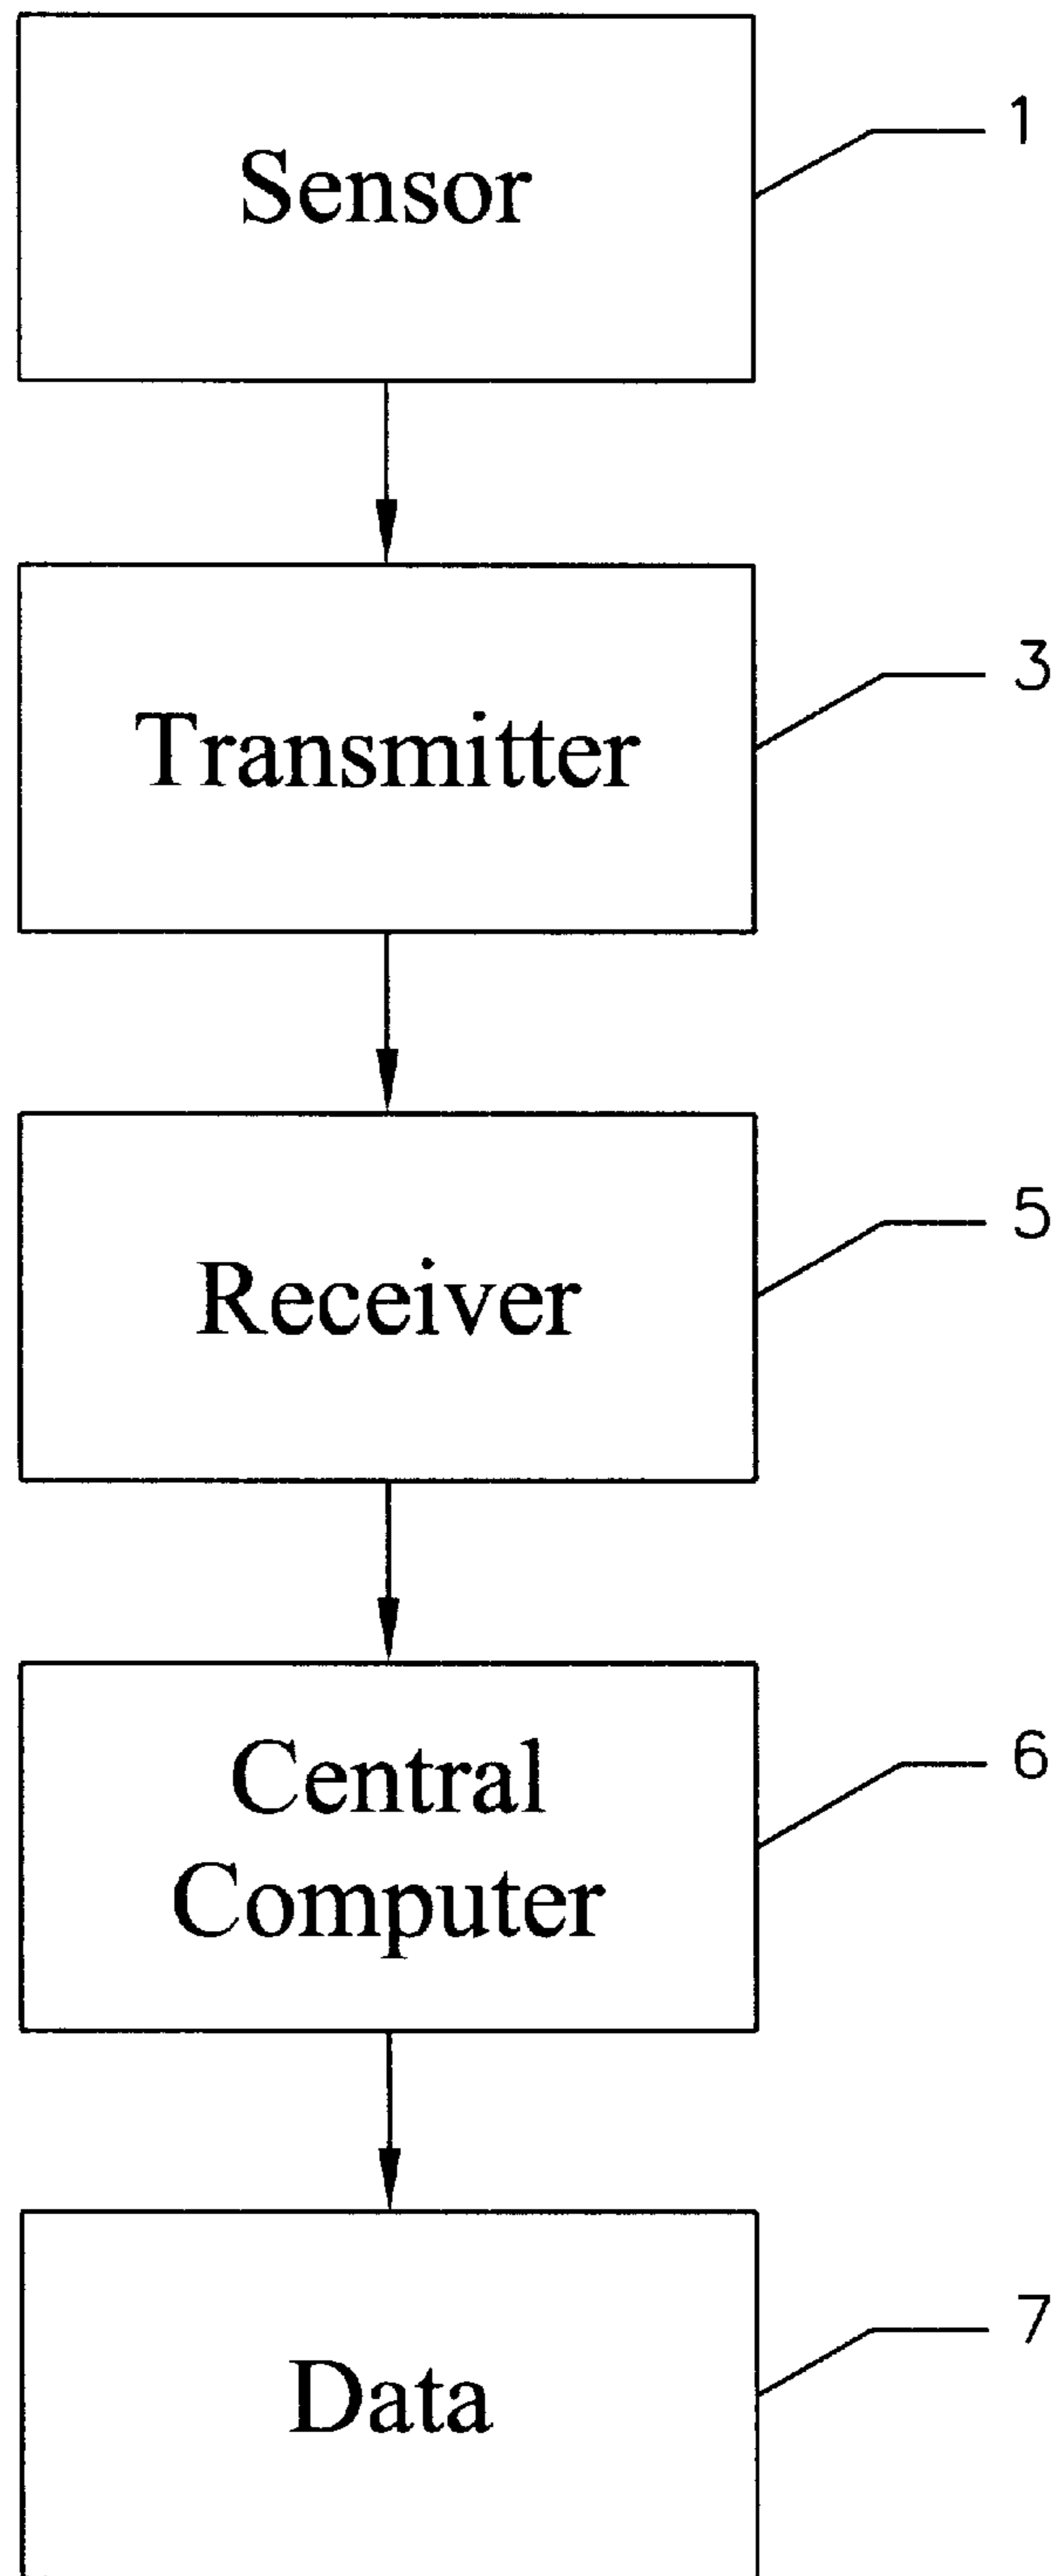 Sensor
1
Transmitter
3
Receiver
5
Central
Computer
6
Data
7